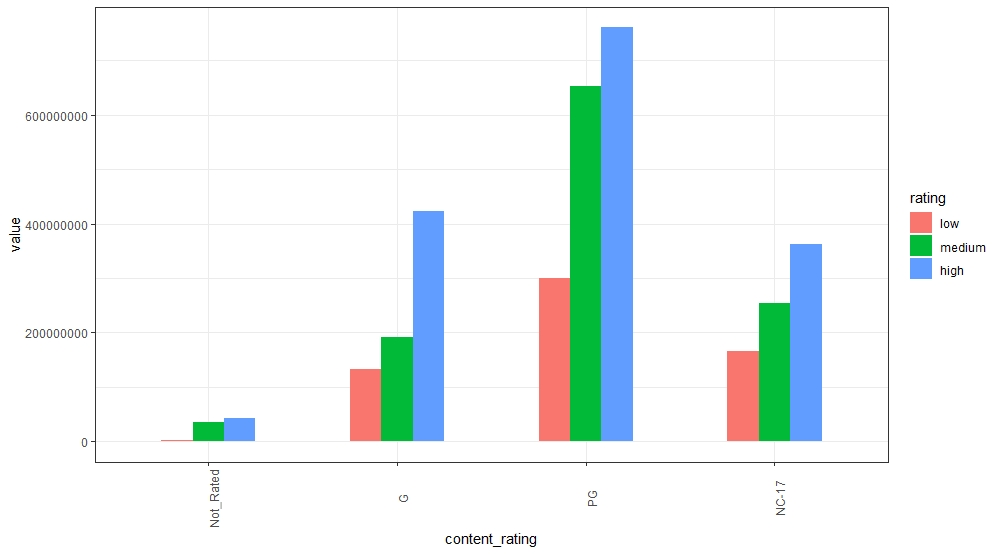 600000000
400000000
200000000
0
value
Not_Rated
G
PG
NC-17
content_rating
rating
low
medium
high